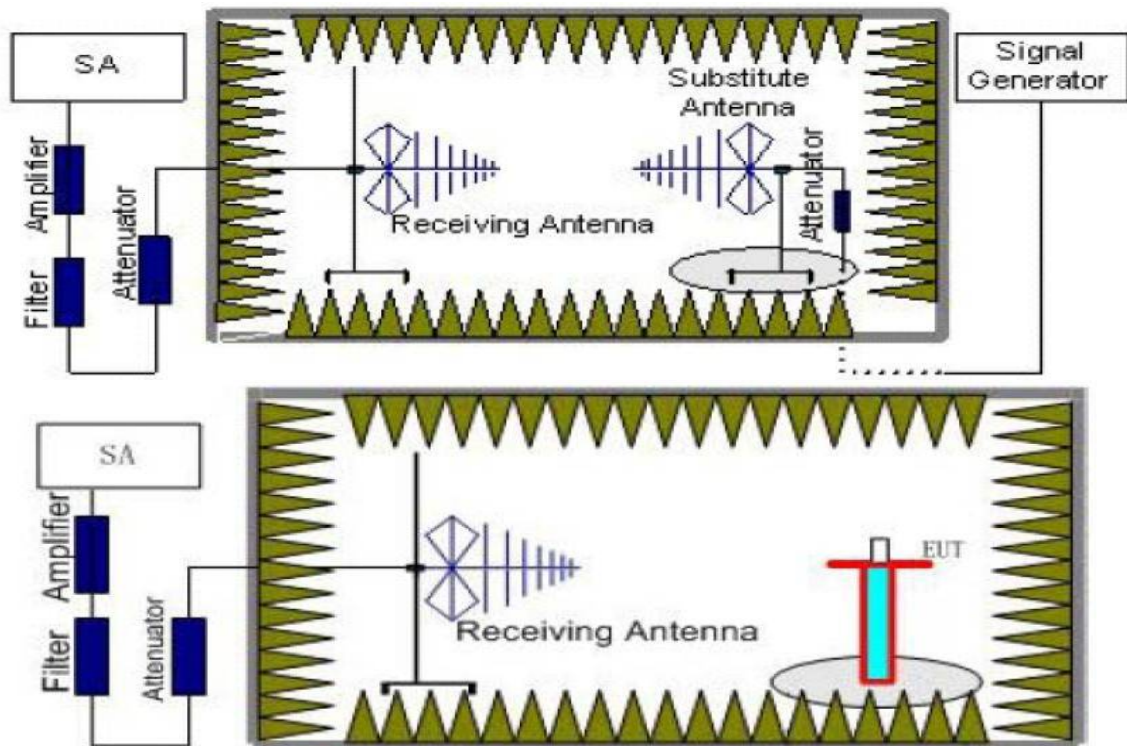 SA
Signal
Generator
Substitute
Antenna
Amplifier
Attenuator
Attenuator
Receiving Antenna
Filter
SA
Amplifier
EUT
Receiving Antenna
Filter
Attenuator